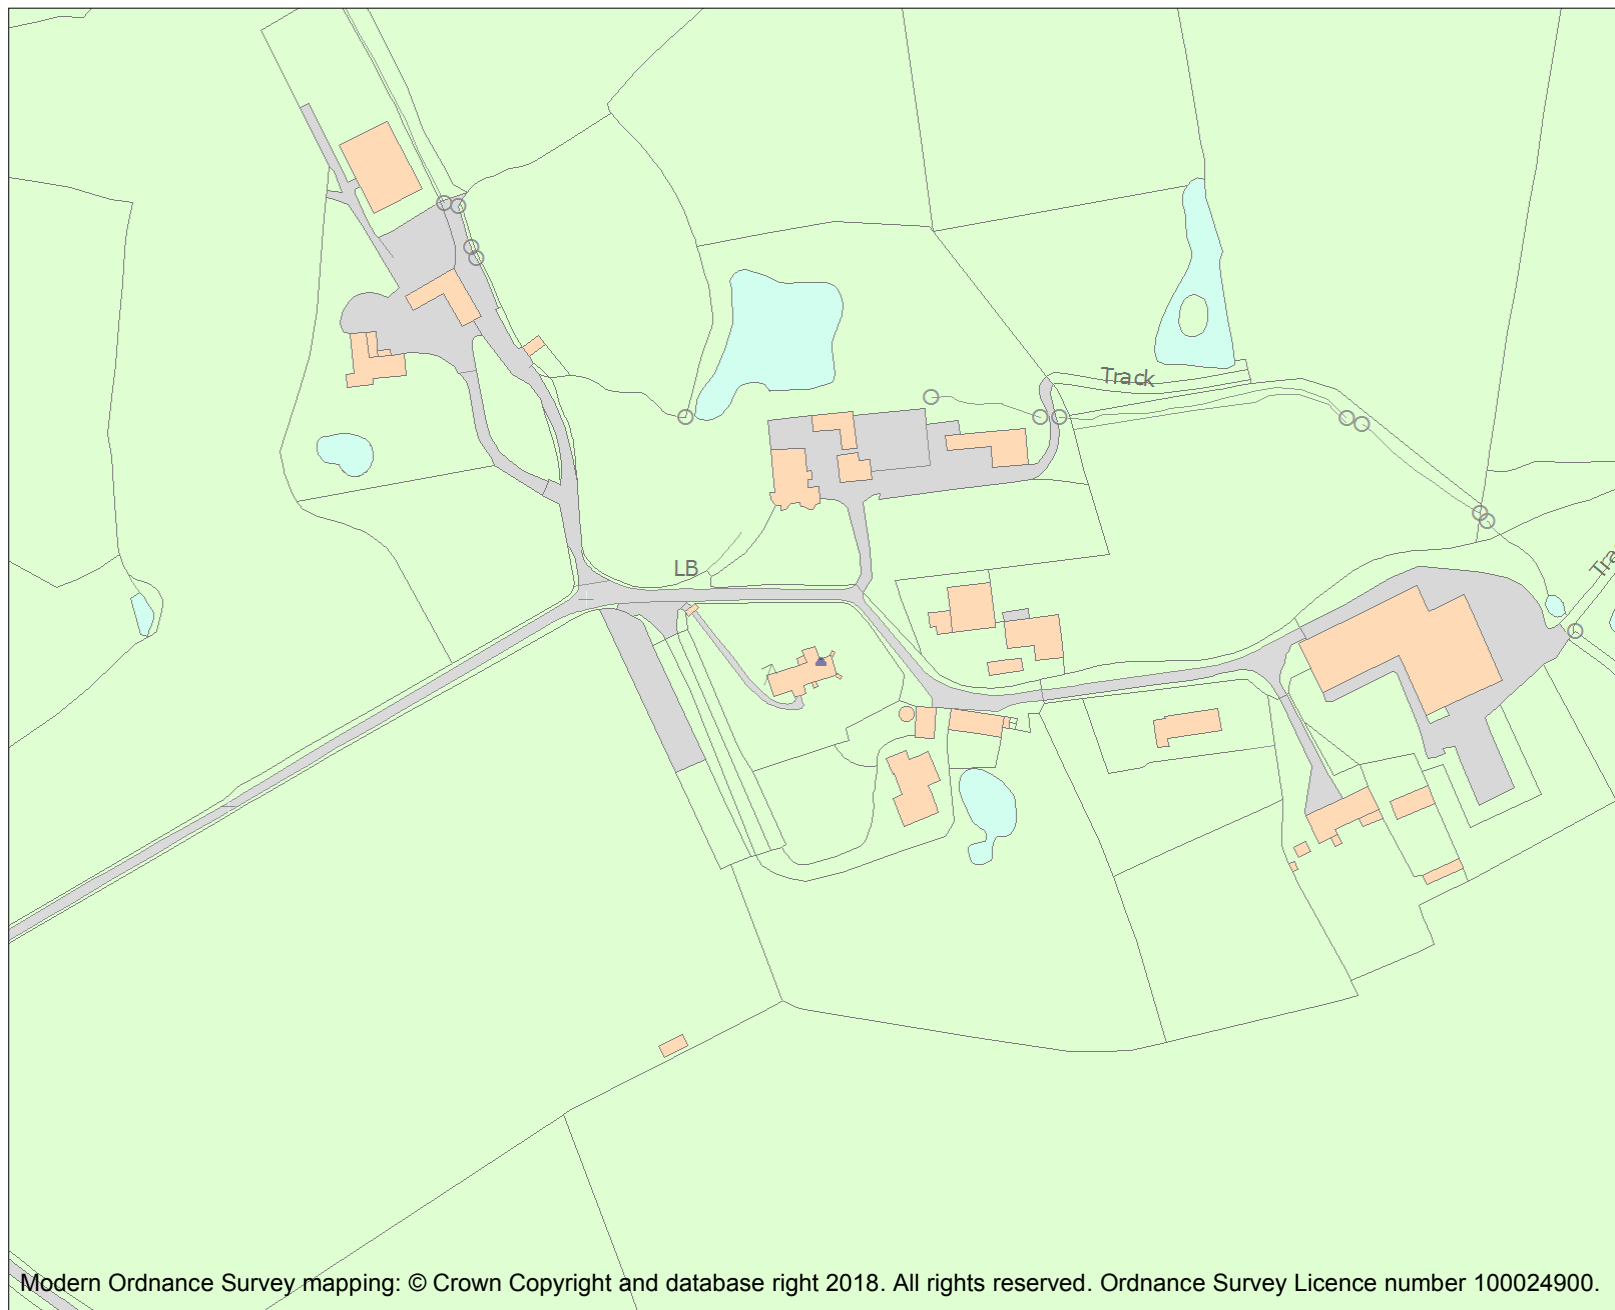 Track
LB
Modern Ordnance Survey mapping: © Crown Copyright and database right 2018. All rights reserved. Ordnance Survey Licence number 100024900.